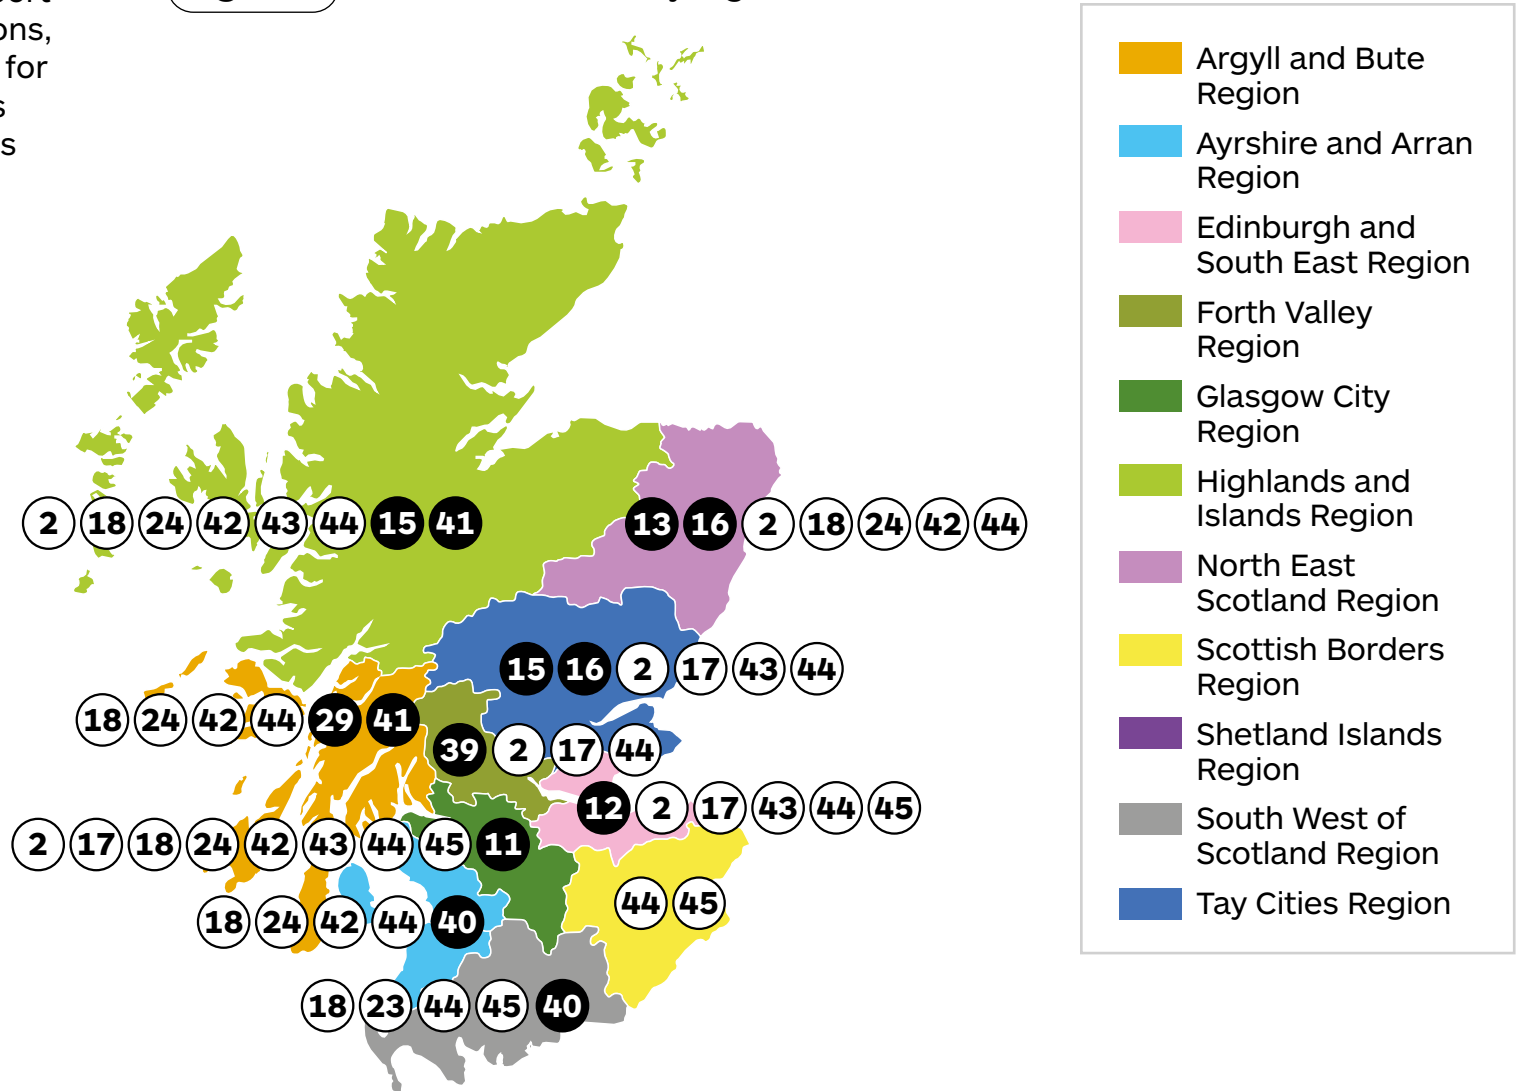 ons,
for
s
s
2 18 24 42 43 44 15 41
13 16 2 18 24 42 44
15 16 2 17 43 44
18 24 42 44 29 41
39 2 17 44
12 2 17 43 44 45
2 17 18 24 42 43 44 45 11
44 45
18 24 42 44 40
18 23 44 45 40
Argyll and Bute
Region
Ayrshire and Arran
Region
Edinburgh and
South East Region
Forth Valley
Region
Glasgow City
Region
Highlands and
Islands Region
North East
Scotland Region
Scottish Borders
Region
Shetland Islands
Region
South West of
Scotland Region
Tay Cities Region